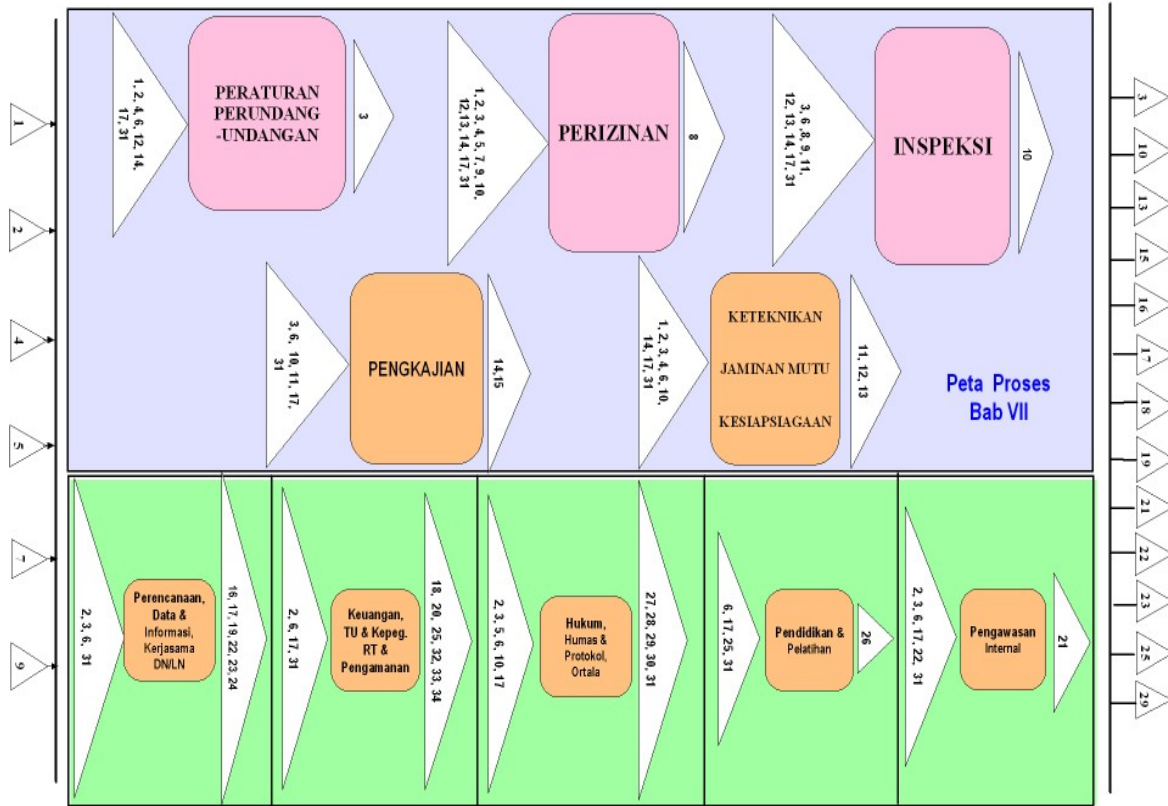 1
2
4
5
7
9
1, 2, 4, 6, 12, 14,
17, 31
PERATURAN
PERUNDANG
-UNDANGAN
3
1, 2, 3, 4, 5, 7, 9, 10,
12,13, 14, 17, 31
PERIZINAN
8
3, 6, 8, 9, 11,
12, 13, 14, 17, 31
INSPEKSI
10
3, 6, 10, 11, 17,
31
PENGKAJIAN
14,15
1, 2, 3, 4, 6, 10,
14, 17, 31
KETEKNIKAN
JAMINAN MUTU
KESIAPSIAGAAN
11, 12, 13
Peta Proses
Bab VII
2, 3, 6, 31
Perencanaan,
Data &
Informasi,
Kerjasama
DN/LN
16, 17, 19, 22, 23, 24
2, 6, 17, 31
Keuangan,
TU & Kepeg.
RT &
Pengamanan
18, 20, 25, 32, 33, 34
2, 3, 5, 6, 10, 17
Hukum,
Humas &
Protokol,
Ortala
27, 28, 29, 30, 31
6, 17, 25, 31
Pendidikan &
Pelatihan
26
2, 3, 6, 17, 22, 31
Pengawasan
Internal
21
3
10
13
15
16
17
18
19
21
22
23
25
29